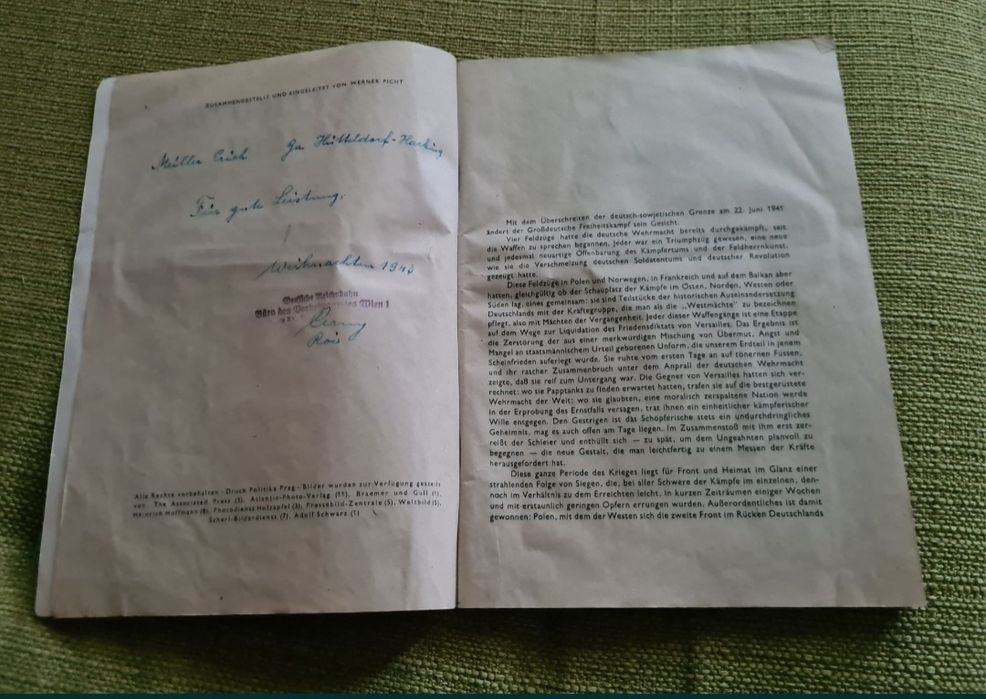 ZUSAMMENGESTELLT UND EINGELEITET VON WERNER PICHT
Müller Erich Ga Hütteldorf-Hacking
Für gute Leistung.
Weihnachten 1943
Deutsche Reichsbahn
Büro des Wien 1
Alle Rechte vorbehalten - Druck Politika Prag - Bilder wurden zur Verfügung gestellt
von The Associated Press (3), Atlantic-Photo-Verlag (11), Braemer und Güll (1),
Heinrich Hoffmann (8), Photodienst Holzapfel (3), Pressebild-Zentrale (5), Weltbild (5),
Scherl-Bilderdienst (7), Adolf Schwarz (1)
Mit dem Überschreiten der deutsch-sowjetischen Grenze am 22. Juni 1941
ändert der Großdeutsche Freiheitskampf sein Gesicht.
Vier Feldzüge hatte die deutsche Wehrmacht bereits durchgekämpft, seit
die Waffen zu sprechen begannen. Jeder war ein Triumphzug gewesen, eine neue
und jedesmal neuartige Offenbarung des Kämpfertums und der Feldherrnkunst,
wie sie die Verschmelzung deutschen Soldatentums und deutscher Revolution
gezeugt hatte.
Diese Feldzüge in Polen und Norwegen, in Frankreich und auf dem Balkan aber
hatten, gleichgültig ob der Schauplatz der Kämpfe im Osten, Norden, Westen oder
Süden lag, eines gemeinsam: sie sind Teilstücke der historischen Auseinandersetzung
Deutschlands mit der Kräftegruppe, die man als die „Westmächte" zu bezeichnen
pflegt, also mit Mächten der Vergangenheit. Jeder dieser Waffengänge ist eine Etappe
auf dem Wege zur Liquidation des Friedensdiktats von Versailles. Das Ergebnis ist
die Zerstörung der aus einer merkwürdigen Mischung von Übermut, Angst und
Mangel an staatsmännischem Urteil geborenen Unform, die unserem Erdteil in jenem
Scheinfrieden auferlegt wurde. Sie ruhte vom ersten Tage an auf tönernen Füssen,
und ihr rascher Zusammenbruch unter dem Anprall der deutschen Wehrmacht
zeigte, daß sie reif zum Untergang war. Die Gegner von Versailles hatten sich ver-
rechnet: wo sie Papptanks zu finden erwartet hatten, trafen sie auf die bestgerüstete
Wehrmacht der Welt; wo sie glaubten, eine moralisch zerspaltene Nation werde
in der Erprobung des Ernstfalls versagen, trat ihnen ein einheitlicher kämpferischer
Wille entgegen. Den Gestrigen ist das Schöpferische stets ein undurchdringliches
Geheimnis, mag es auch offen am Tage liegen. Im Zusammenstoß mit ihm erst zer-
reißt der Schleier und enthüllt sich — zu spät, um dem Ungeahnten planvoll zu
begegnen — die neue Gestalt, die man leichtfertig zu einem Messen der Kräfte
herausgefordert hat.
Diese ganze Periode des Krieges liegt für Front und Heimat im Glanz einer
strahlenden Folge von Siegen, die, bei aller Schwere der Kämpfe im einzelnen, den-
noch im Verhältnis zu dem Erreichten leicht, in kurzen Zeiträumen einiger Wochen
und mit erstaunlich geringen Opfern errungen wurden. Außerordentliches ist damit
gewonnen: Polen, mit dem der Westen sich die zweite Front im Rücken Deutschlands